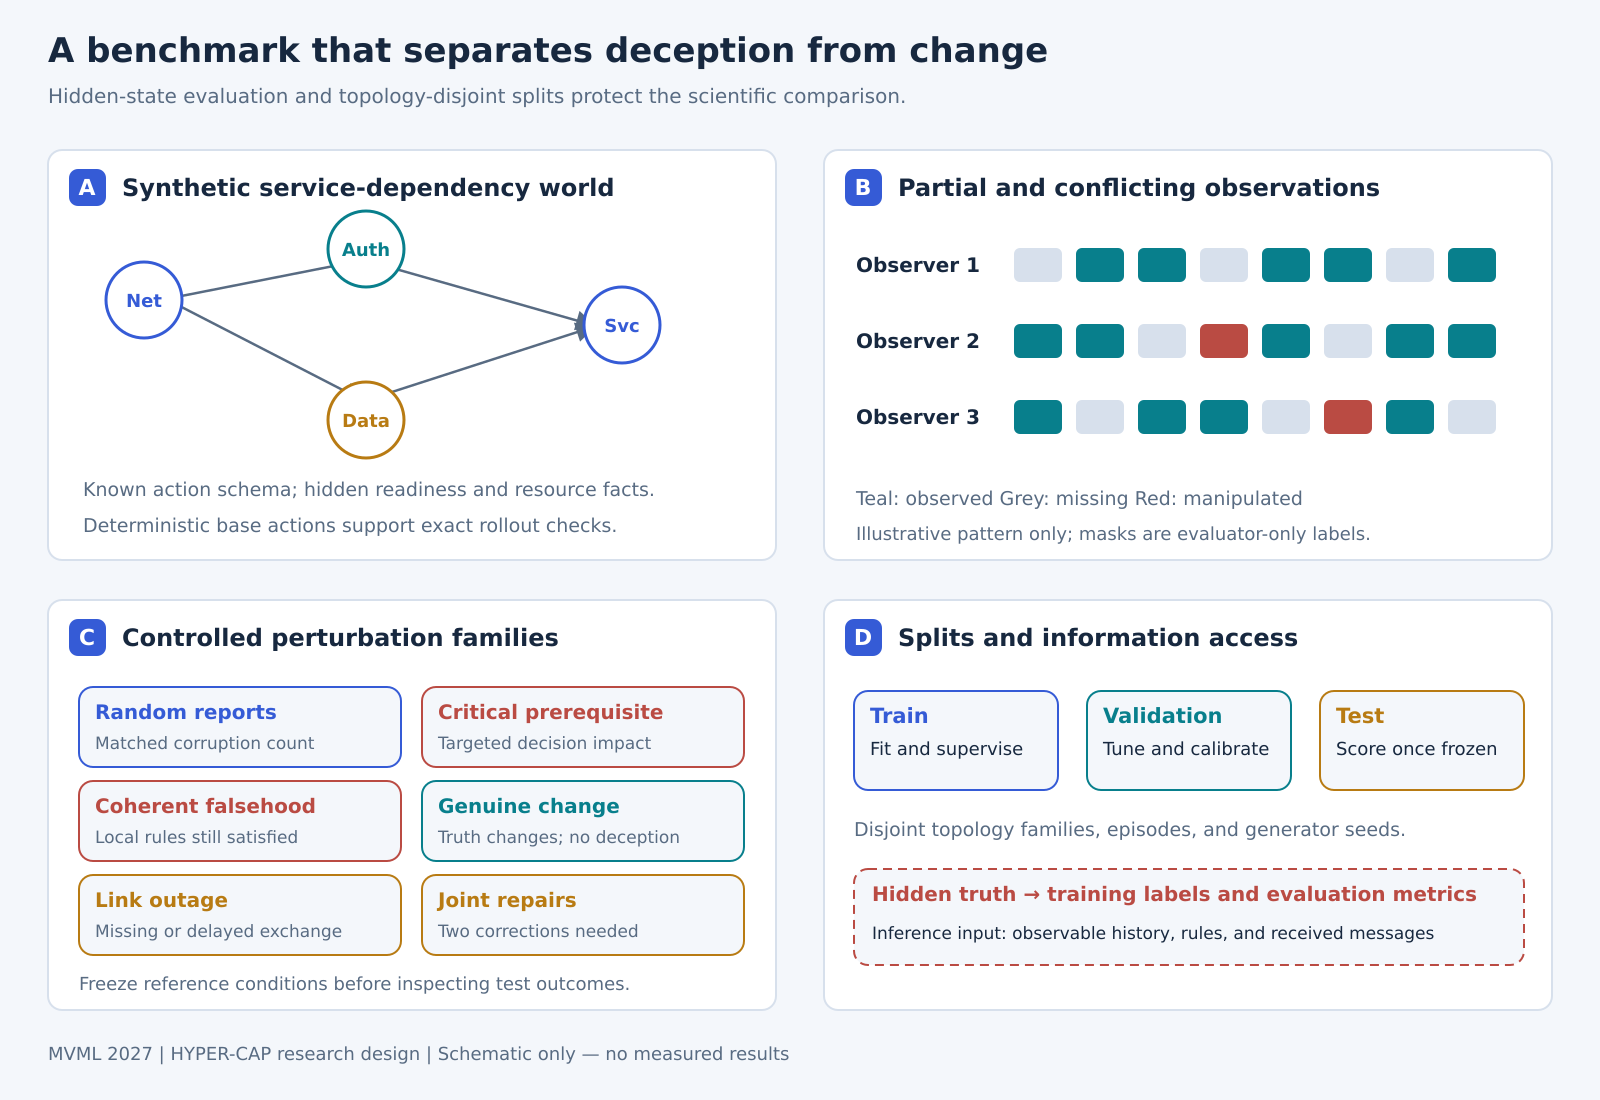 A benchmark that separates deception from change
Hidden-state evaluation and topology-disjoint splits protect the scientific comparison.
A Synthetic service-dependency world
Auth
Net
Svc
Data
Known action schema; hidden readiness and resource facts.
Deterministic base actions support exact rollout checks.
B Partial and conflicting observations
Observer 1
Observer 2
Observer 3
Teal: observed Grey: missing Red: manipulated
Illustrative pattern only; masks are evaluator-only labels.
C Controlled perturbation families
Random reports
Matched corruption count
Critical prerequisite
Targeted decision impact
Coherent falsehood
Local rules still satisfied
Genuine change
Truth changes; no deception
Link outage
Missing or delayed exchange
Joint repairs
Two corrections needed
Freeze reference conditions before inspecting test outcomes.
D Splits and information access
Train
Fit and supervise
Validation
Tune and calibrate
Test
Score once frozen
Disjoint topology families, episodes, and generator seeds.
Hidden truth → training labels and evaluation metrics
Inference input: observable history, rules, and received messages
MVML 2027 | HYPER-CAP research design | Schematic only — no measured results